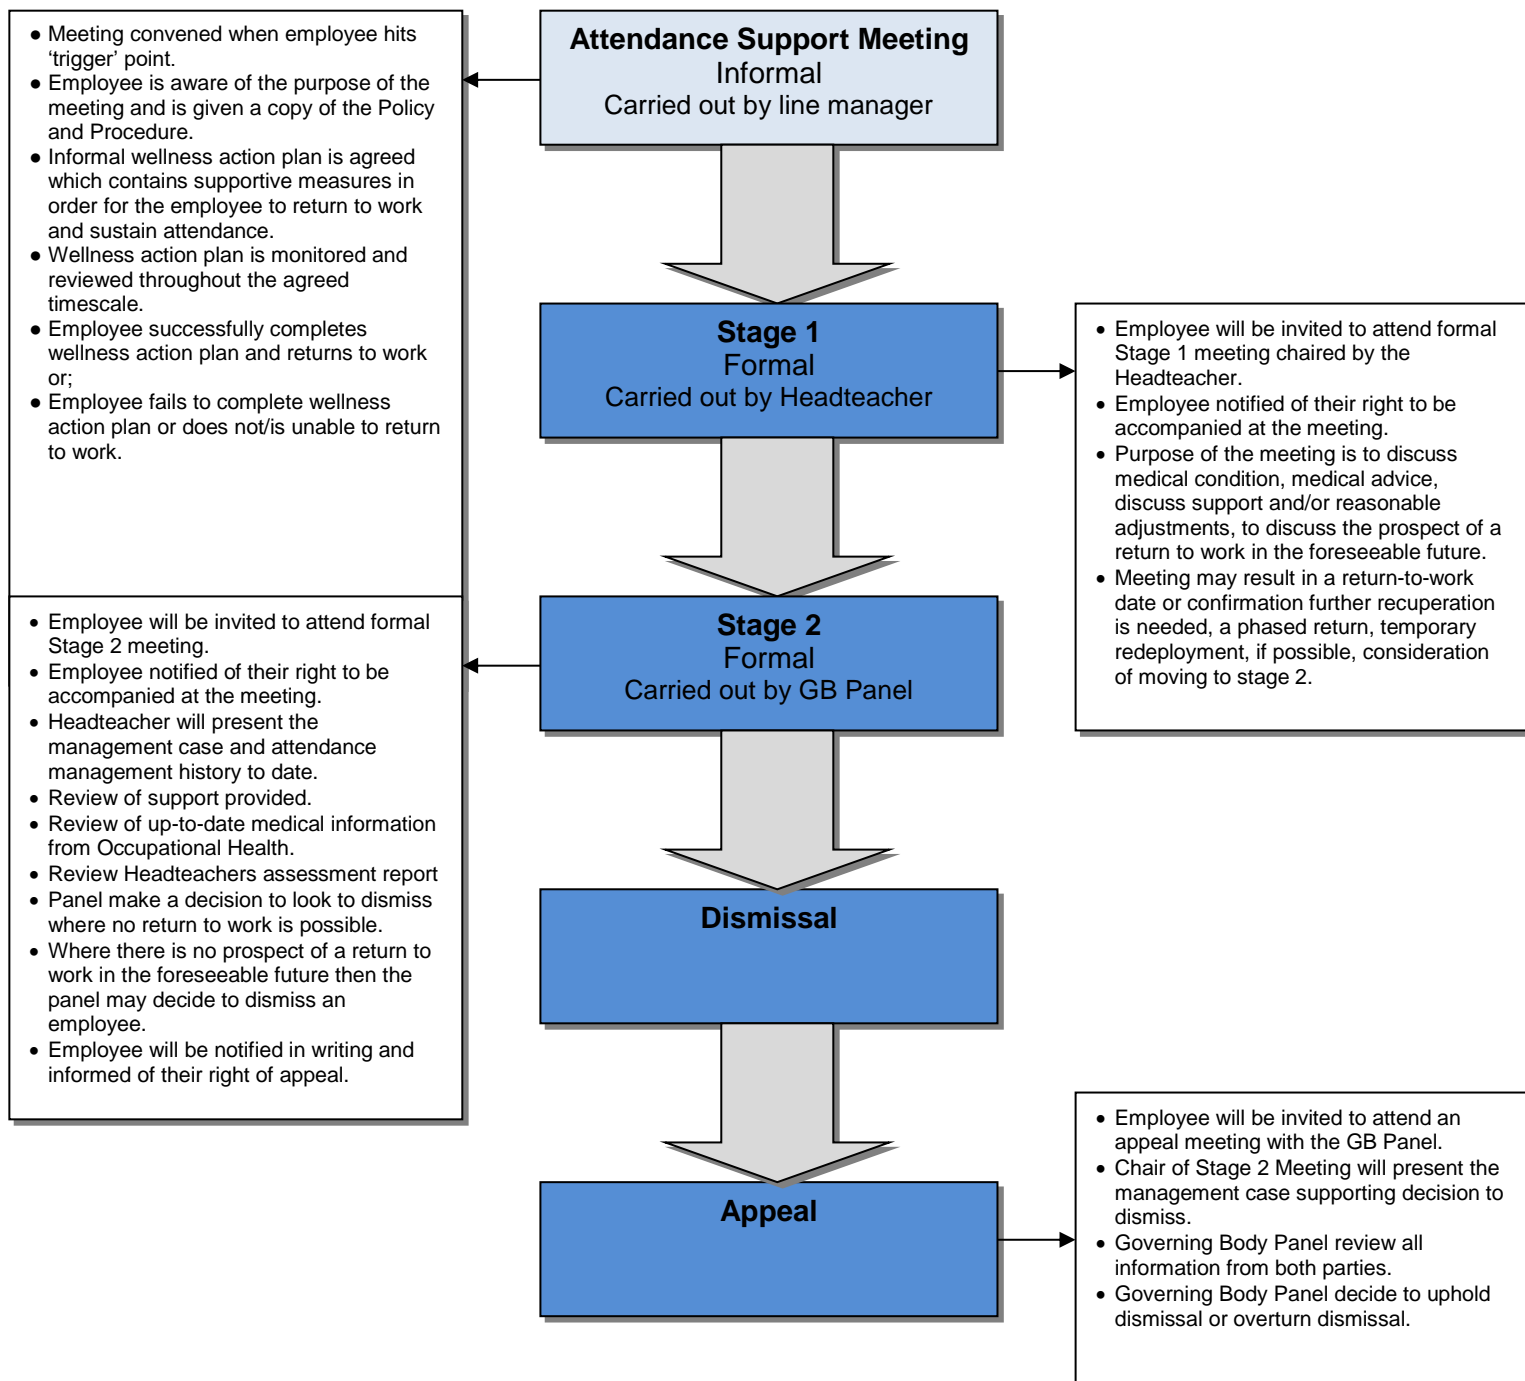 Attendance Support Meeting
Informal
Carried out by line manager
● Meeting convened when employee hits
‘trigger’ point.
● Employee is aware of the purpose of the
meeting and is given a copy of the Policy
and Procedure.
● Informal wellness action plan is agreed
which contains supportive measures in
order for the employee to return to work
and sustain attendance.
● Wellness action plan is monitored and
reviewed throughout the agreed
timescale.
● Employee successfully completes
wellness action plan and returns to work
or;
● Employee fails to complete wellness
action plan or does not/is unable to return
to work.
Stage 1
Formal
Carried out by Headteacher
• Employee will be invited to attend formal
Stage 1 meeting chaired by the
Headteacher.
• Employee notified of their right to be
accompanied at the meeting.
• Purpose of the meeting is to discuss
medical condition, medical advice,
discuss support and/or reasonable
adjustments, to discuss the prospect of a
return to work in the foreseeable future.
• Meeting may result in a return-to-work
date or confirmation further recuperation
is needed, a phased return, temporary
redeployment, if possible, consideration
of moving to stage 2.
Stage 2
Formal
Carried out by GB Panel
• Employee will be invited to attend formal
Stage 2 meeting.
• Employee notified of their right to be
accompanied at the meeting.
• Headteacher will present the
management case and attendance
management history to date.
• Review of support provided.
• Review of up-to-date medical information
from Occupational Health.
• Review Headteachers assessment report
• Panel make a decision to look to dismiss
where no return to work is possible.
• Where there is no prospect of a return to
work in the foreseeable future then the
panel may decide to dismiss an
employee.
• Employee will be notified in writing and
informed of their right of appeal.
Dismissal
Appeal
• Employee will be invited to attend an
appeal meeting with the GB Panel.
• Chair of Stage 2 Meeting will present the
management case supporting decision to
dismiss.
• Governing Body Panel review all
information from both parties.
• Governing Body Panel decide to uphold
dismissal or overturn dismissal.